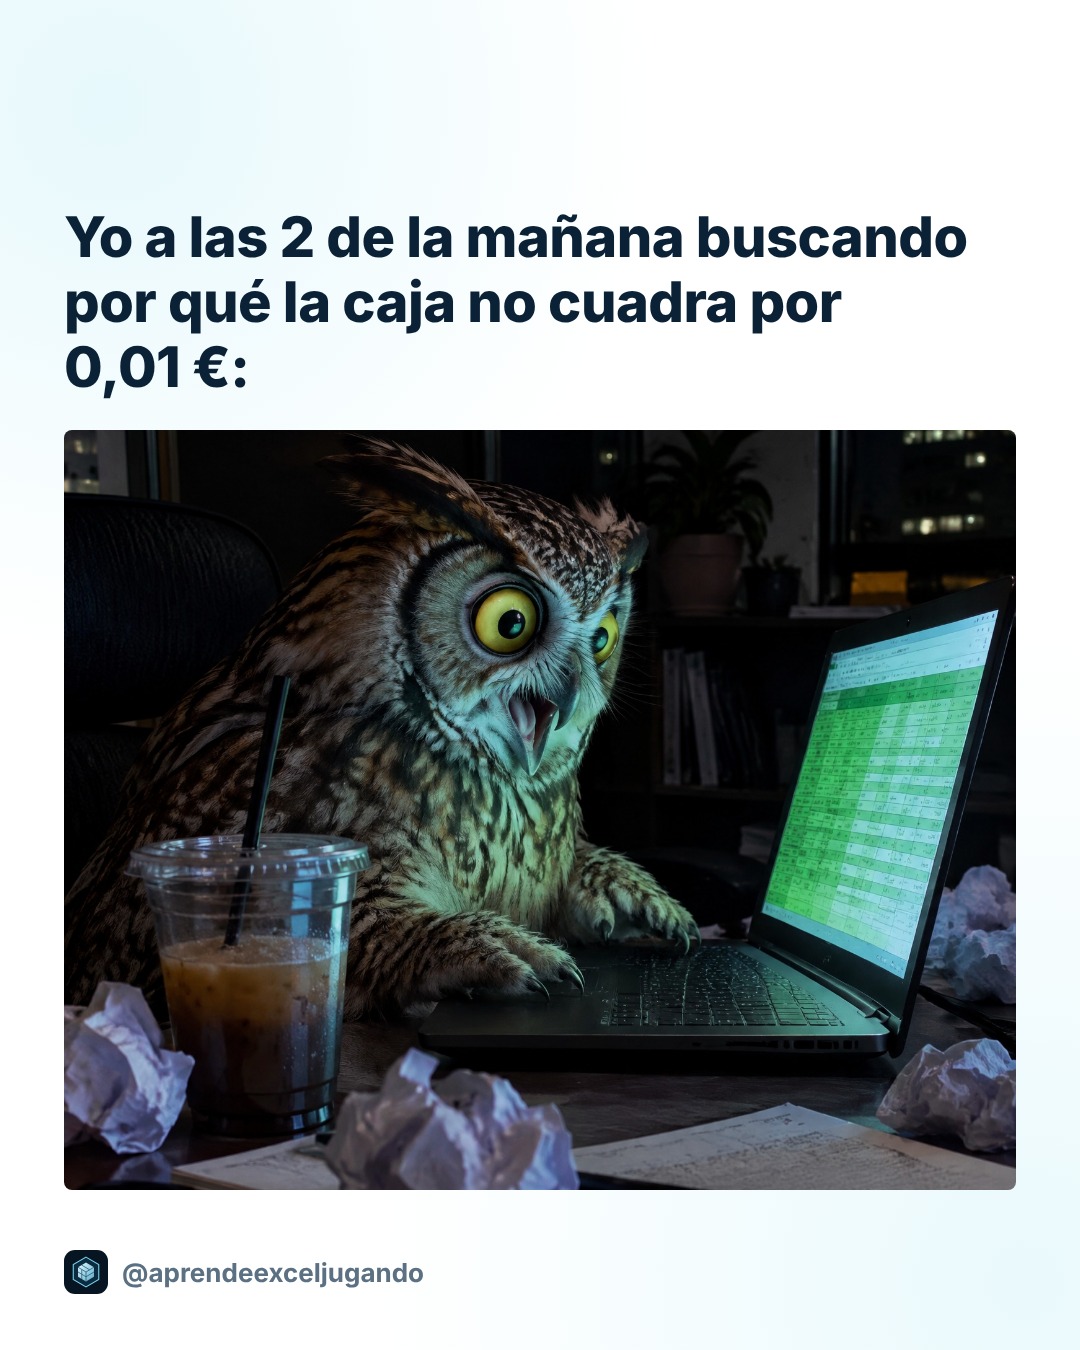 Yo a las 2 de la mañana buscando
por qué la caja no cuadra por
0,01 €:
@aprendeexceljugando